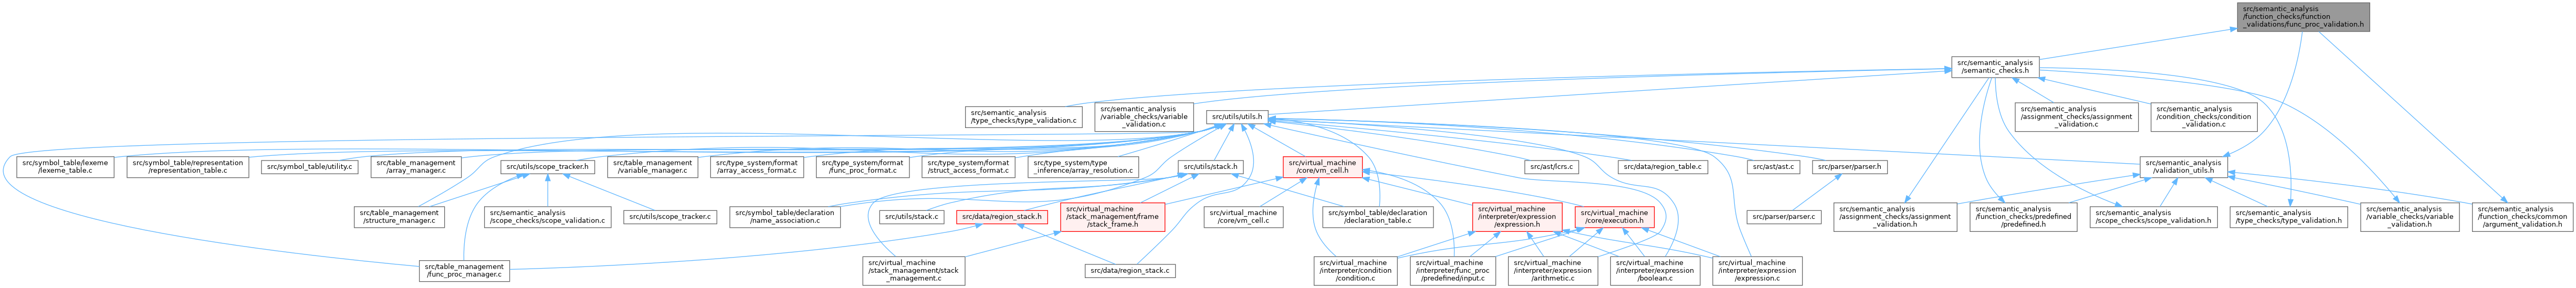 src/semantic_analysis
/function_checks/function
_validations/func_proc_validation.h
src/semantic_analysis
/semantic_checks.h
src/semantic_analysis
/type_checks/type_validation.c
src/semantic_analysis
/variable_checks/variable
_validation.c
src/utils/utils.h
src/semantic_analysis
/assignment_checks/assignment
_validation.c
src/semantic_analysis
/condition_checks/condition
_validation.c
src/symbol_table/lexeme
/lexeme_table.c
src/symbol_table/representation
/representation_table.c
src/symbol_table/utility.c
src/table_management
/array_manager.c
src/utils/scope_tracker.h
src/table_management
/variable_manager.c
src/type_system/format
/array_access_format.c
src/type_system/format
/func_proc_format.c
src/type_system/format
/struct_access_format.c
src/type_system/type
_inference/array_resolution.c
src/utils/stack.h
src/virtual_machine
/core/vm_cell.h
src/ast/lcrs.c
src/data/region_table.c
src/ast/ast.c
src/parser/parser.h
src/semantic_analysis
/validation_utils.h
src/table_management
/structure_manager.c
src/semantic_analysis
/scope_checks/scope_validation.c
src/utils/scope_tracker.c
src/symbol_table/declaration
/name_association.c
src/utils/stack.c
src/data/region_stack.h
src/virtual_machine
/stack_management/frame
/stack_frame.h
src/virtual_machine
/core/vm_cell.c
src/symbol_table/declaration
/declaration_table.c
src/virtual_machine
/interpreter/expression
/expression.h
src/virtual_machine
/core/execution.h
src/parser/parser.c
src/semantic_analysis
/assignment_checks/assignment
_validation.h
src/semantic_analysis
/function_checks/predefined
/predefined.h
src/semantic_analysis
/scope_checks/scope_validation.h
src/semantic_analysis
/type_checks/type_validation.h
src/semantic_analysis
/variable_checks/variable
_validation.h
src/semantic_analysis
/function_checks/common
/argument_validation.h
src/table_management
/func_proc_manager.c
src/virtual_machine
/stack_management/stack
_management.c
src/data/region_stack.c
src/virtual_machine
/interpreter/condition
/condition.c
src/virtual_machine
/interpreter/func_proc
/predefined/input.c
src/virtual_machine
/interpreter/expression
/arithmetic.c
src/virtual_machine
/interpreter/expression
/boolean.c
src/virtual_machine
/interpreter/expression
/expression.c